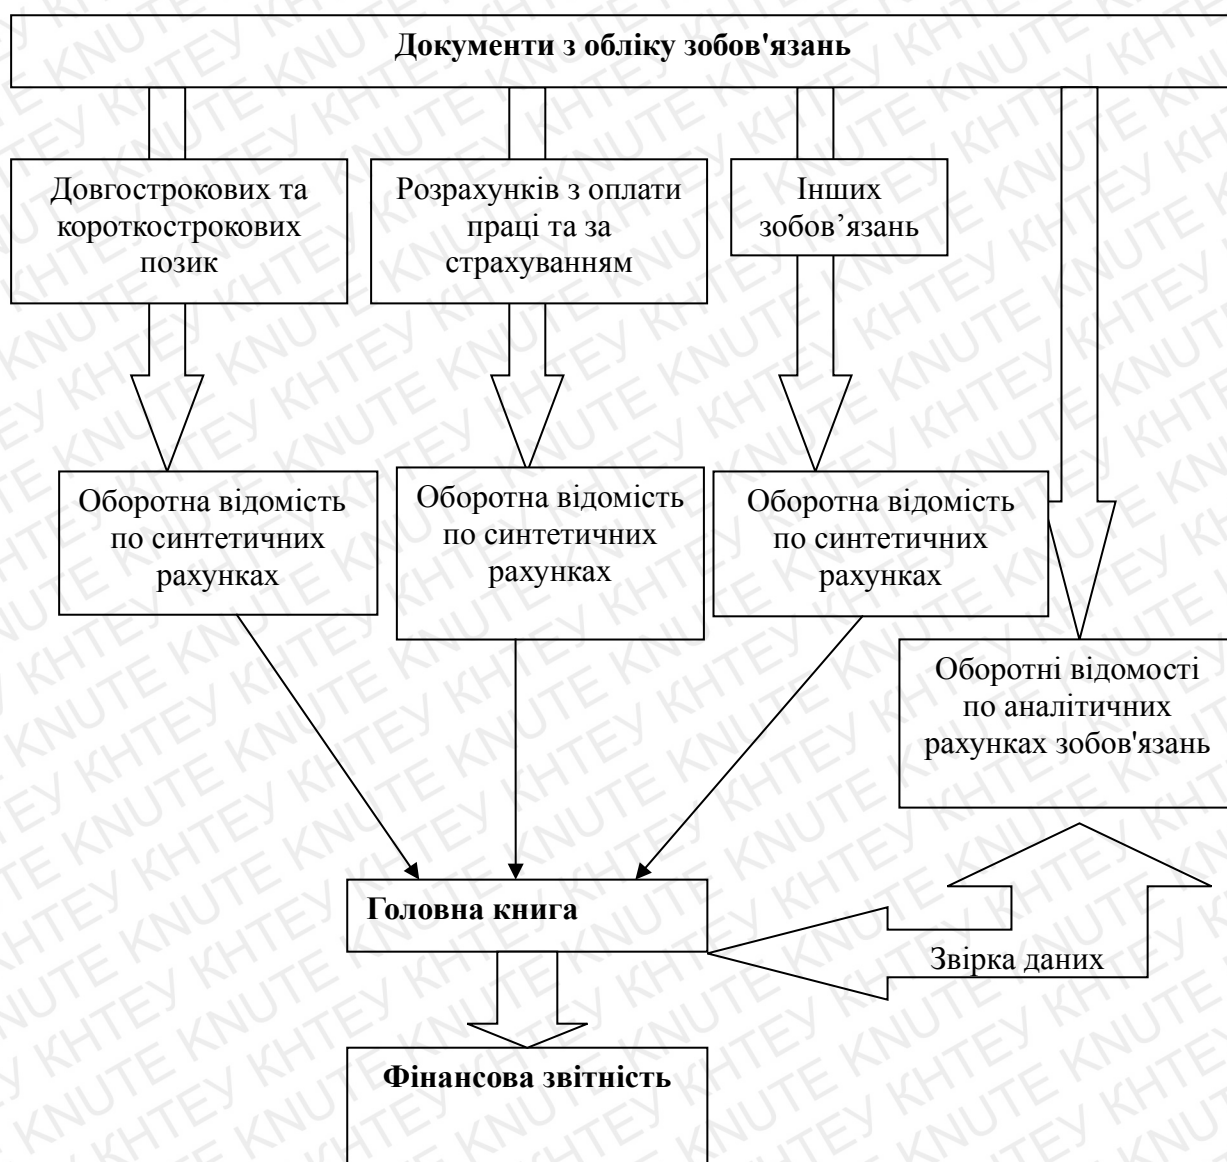 Документи з обліку зобов'язань
Довгострокових та
короткострокових
позик
Розрахунків з оплати
праці та за
страхуванням
Інших
зобов’язань
Оборотна відомість
по синтетичних
рахунках
Оборотна відомість
по синтетичних
рахунках
Оборотна відомість
по синтетичних
рахунках
Оборотні відомості
по аналітичних
рахунках зобов'язань
Головна книга
Звірка даних
Фінансова звітність